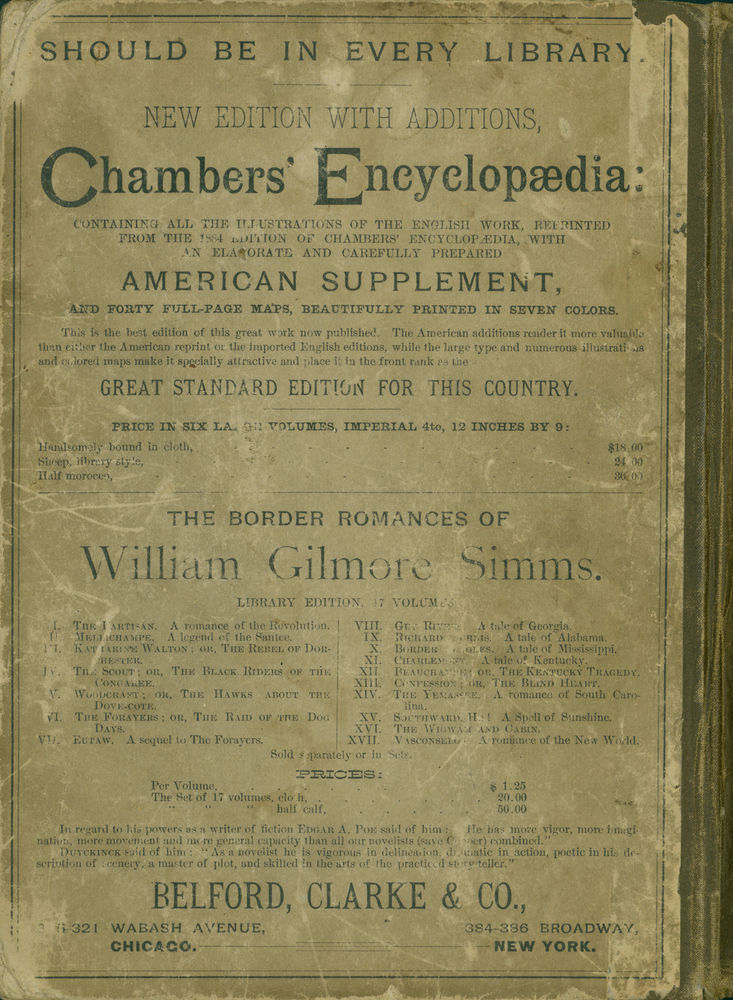 SHOULD BE IN EVERY LIBRARY.
NEW EDITION WITH ADDITIONS,
Chambers' Encyclopædia:
CONTAINING ALL THE ILLUSTRATIONS OF THE ENGLISH WORK, REPRINTED
FROM THE 1884 EDITION OF CHAMBERS' ENCYCLOPÆDIA, WITH
AN ELABORATE AND CAREFULLY PREPARED
AMERICAN SUPPLEMENT,
AND FORTY FULL-PAGE MAPS, BEAUTIFULLY PRINTED IN SEVEN COLORS.
This is the best edition of this great work now published. The American additions render it more valuable
than either the American reprint or the imported English editions, while the large type and numerous illustrations
and colored maps make it specially attractive and place it in the front rank as the
GREAT STANDARD EDITION FOR THIS COUNTRY.
PRICE IN SIX LARGE VOLUMES, IMPERIAL 4to, 12 INCHES BY 9:
Handsomely bound in cloth, $18.00
Sheep, library style, 24.00
Half morocco, 30.00
THE BORDER ROMANCES OF
William Gilmore Simms.
LIBRARY EDITION. 17 VOLUMES
I. THE PARTISAN. A romance of the Revolution.
II. MELLICHAMPE. A legend of the Santee.
III. KATHARINE WALTON; OR, THE REBEL OF DOR-
CHESTER.
IV. THE SCOUT; OR, THE BLACK RIDERS OF THE
CONGAREE.
V. WOODCRAFT; OR, THE HAWKS ABOUT THE
DOVE-COTE.
VI. THE FORAYERS; OR, THE RAID OF THE DOG
DAYS.
VII. EUTAW. A sequel to The Forayers.
VIII. GUY RIVERS. A tale of Georgia.
IX. RICHARD HURDIS. A tale of Alabama.
X. BORDER BEAGLES. A tale of Mississippi.
XI. CHARLEMONT. A tale of Kentucky.
XII. BEAUCHAMPE; OR, THE KENTUCKY TRAGEDY.
XIII. CONFESSION; OR, THE BLIND HEART.
XIV. THE YEMASSEE. A romance of South Caro-
lina.
XV. SOUTHWARD, HO! A Spell of Sunshine.
XVI. THE WIGWAM AND CABIN.
XVII. VASCONSELOS. A romance of the New World.
Sold separately or in Sets.
PRICES:
Per Volume, $ 1.25
The Set of 17 volumes, cloth, 20.00
" " " half calf, 50.00
In regard to his powers as a writer of fiction EDGAR A. POE said of him: "He has more vigor, more imagi-
nation, more movement and more general capacity than all our novelists (save Cooper) combined."
DUYCKINCK said of him: "As a novelist he is vigorous in delineation, dramatic in action, poetic in his de-
scription of scenery, a master of plot, and skilled in the arts of the practiced story teller."
BELFORD, CLARKE & CO.,
321 WABASH AVENUE,
CHICAGO.
384-386 BROADWAY,
NEW YORK.